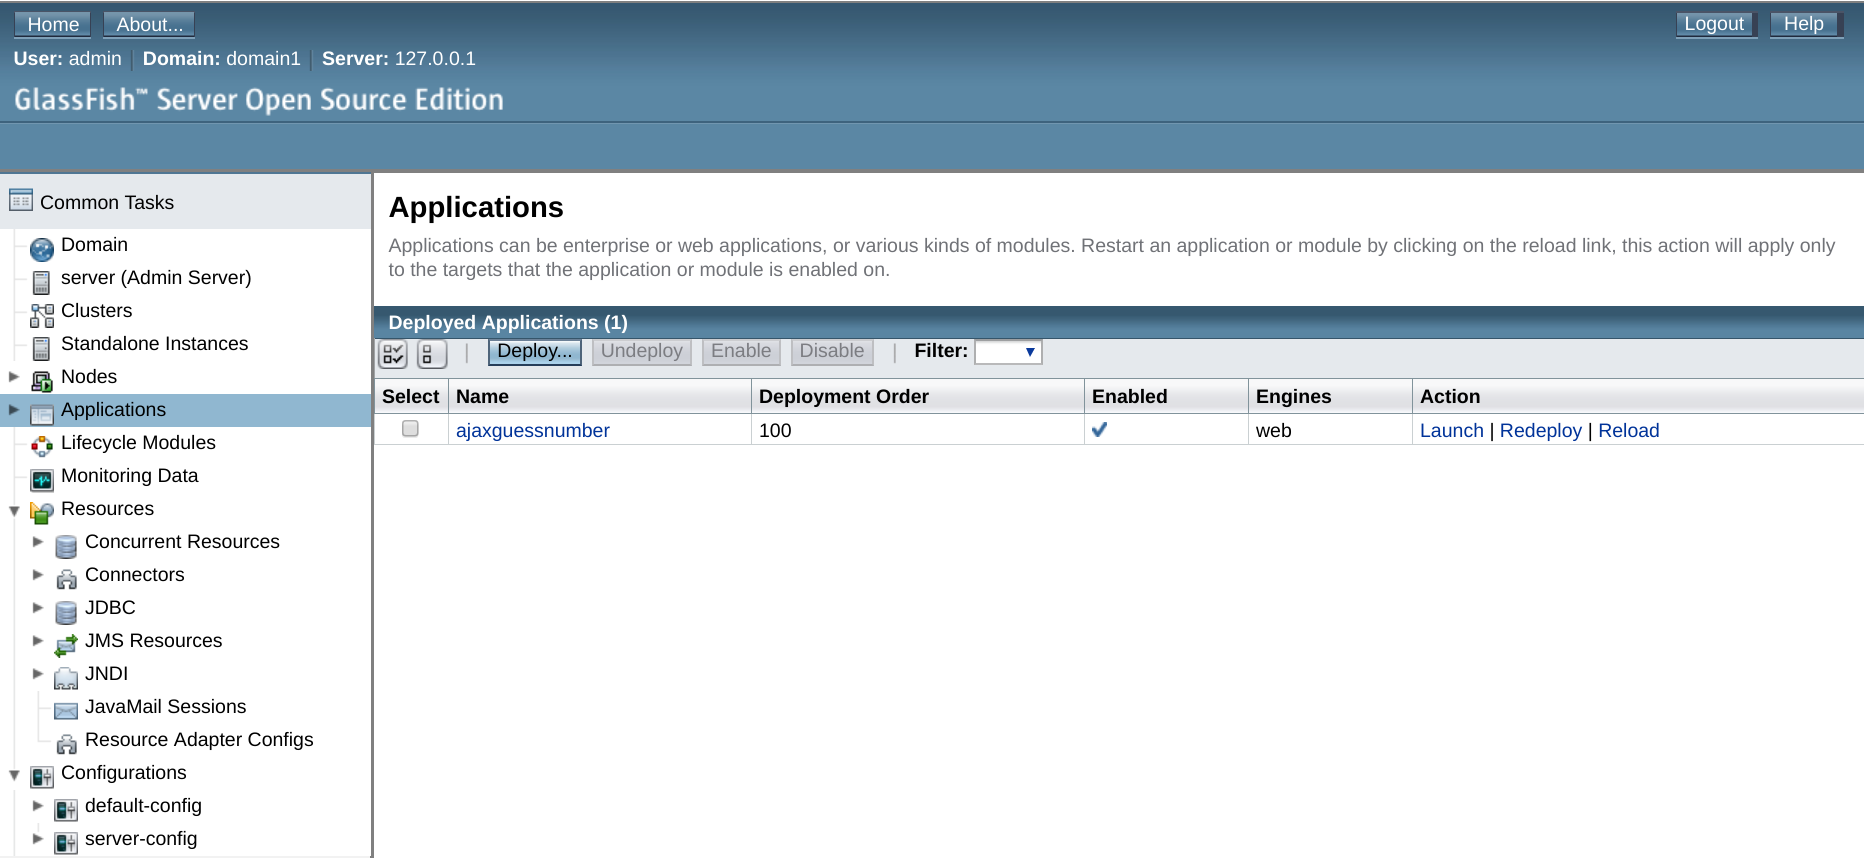 Home About... Logout Help
User: admin Domain: domain1 Server: 127.0.0.1
GlassFish™ Server Open Source Edition
Common Tasks
Domain
server (Admin Server)
Clusters
Standalone Instances
Nodes
Applications
Lifecycle Modules
Monitoring Data
Resources
Concurrent Resources
Connectors
JDBC
JMS Resources
JNDI
JavaMail Sessions
Resource Adapter Configs
Configurations
default-config
server-config
Applications
Applications can be enterprise or web applications, or various kinds of modules. Restart an application or module by clicking on the reload link, this action will apply only
to the targets that the application or module is enabled on.
Deployed Applications (1)
Deploy... Undeploy Enable Disable Filter:
Select Name Deployment Order Enabled Engines Action
ajaxguessnumber 100 web Launch | Redeploy | Reload